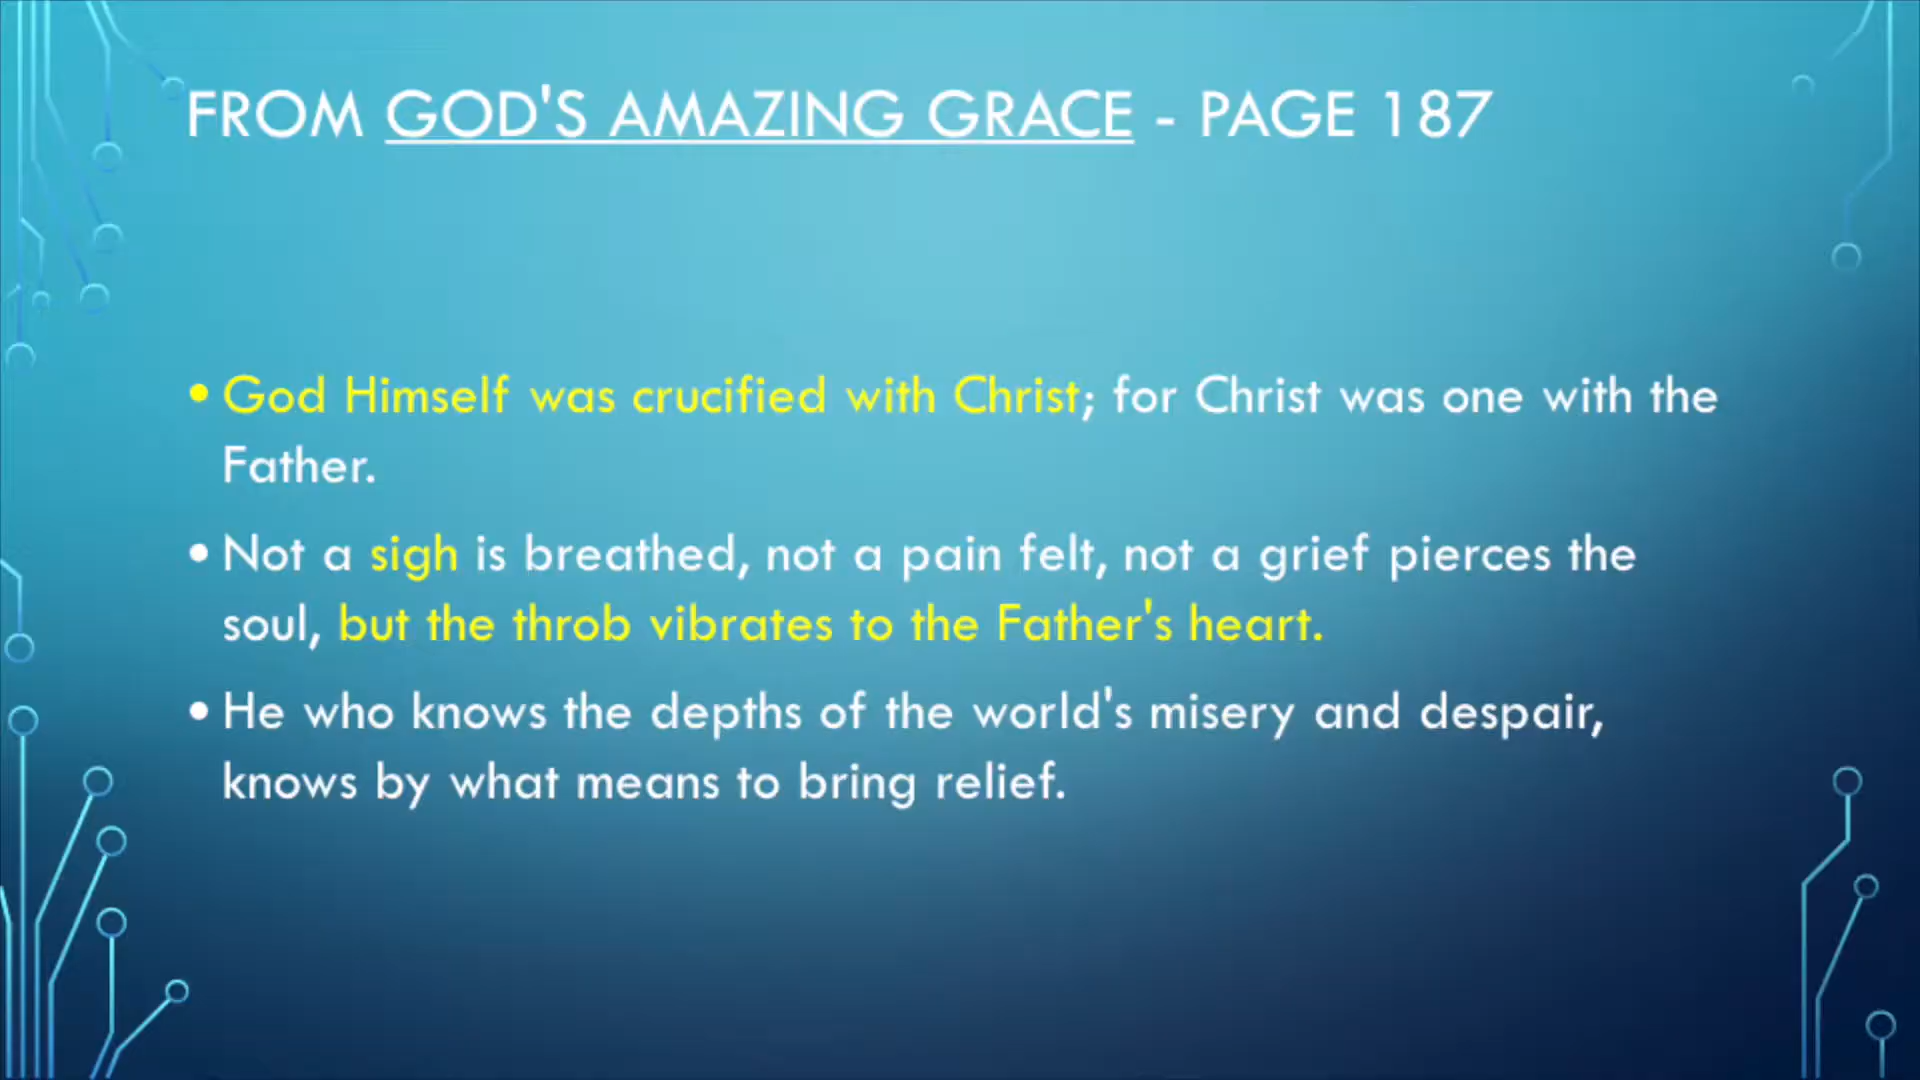 FROM GOD'S AMAZING GRACE - PAGE 187
• God Himself was crucified with Christ; for Christ was one with the
Father.
• Not a sigh is breathed, not a pain felt, not a grief pierces the
soul, but the throb vibrates to the Father's heart.
• He who knows the depths of the world's misery and despair,
knows by what means to bring relief.